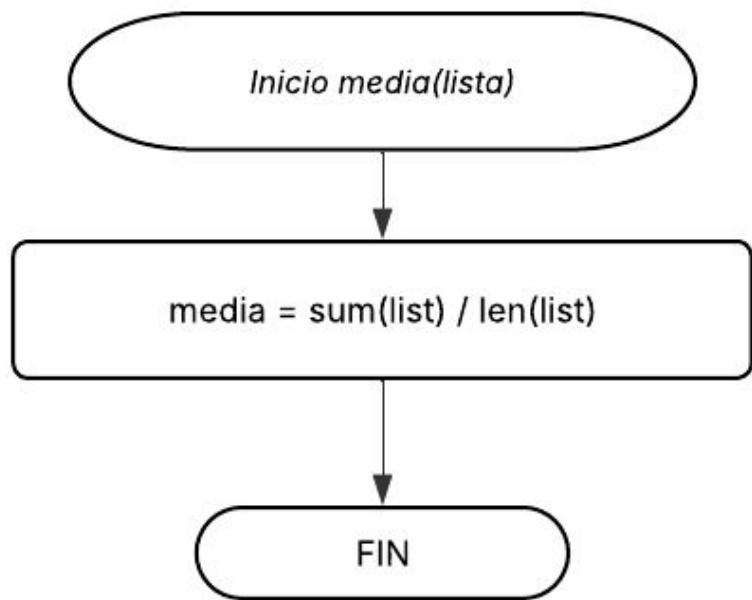 Inicio media(lista)
media = sum(list) / len(list)
FIN